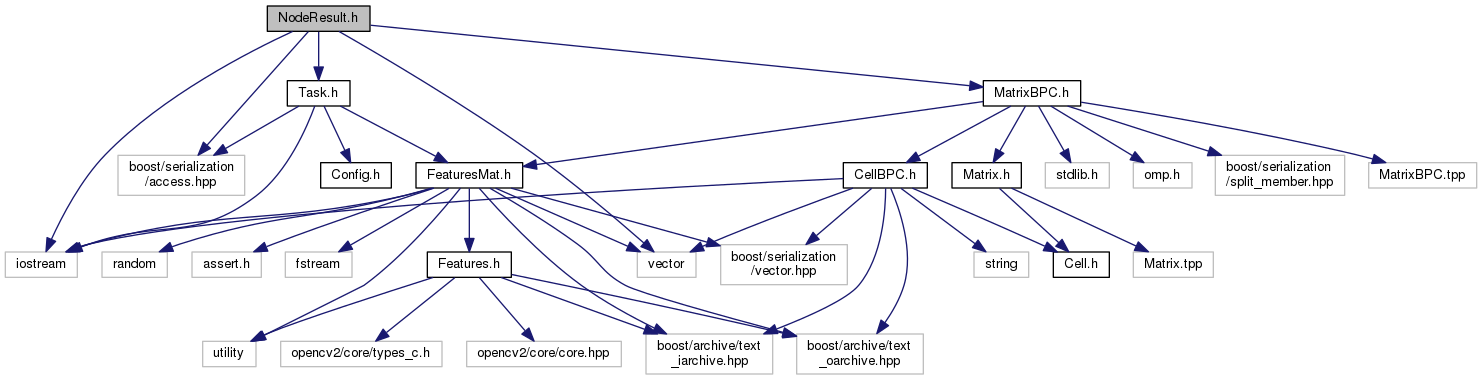 NodeResult.h
Task.h
MatrixBPC.h
boost/serialization
/access.hpp
Config.h
FeaturesMat.h
CellBPC.h
Matrix.h
stdlib.h
omp.h
boost/serialization
/split_member.hpp
MatrixBPC.tpp
iostream
random
assert.h
fstream
Features.h
vector
boost/serialization
/vector.hpp
string
Cell.h
Matrix.tpp
utility
opencv2/core/types_c.h
opencv2/core/core.hpp
boost/archive/text
_iarchive.hpp
boost/archive/text
_oarchive.hpp